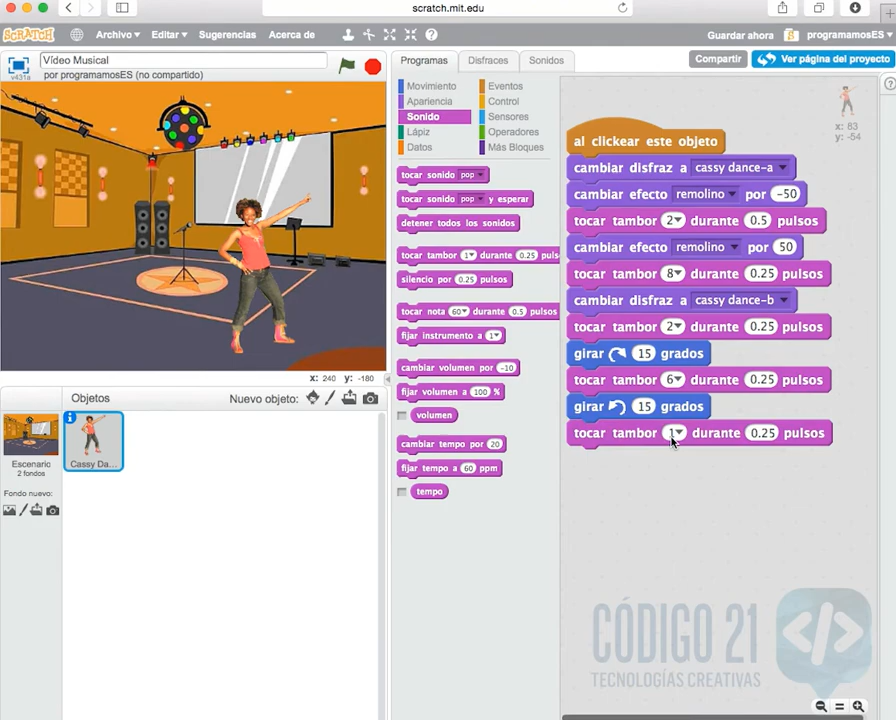 scratch.mit.edu
SCRATCH
Archivo
Editar
Sugerencias
Acerca de
Guardar ahora
programamosES
v431a
Vídeo Musical
por programamosES (no compartido)
Programas
Disfraces
Sonidos
Compartir
Ver página del proyecto
Movimiento
Eventos
Apariencia
Control
Sonido
Sensores
Lápiz
Operadores
Datos
Más Bloques
tocar sonido pop
tocar sonido pop y esperar
detener todos los sonidos
tocar tambor 1 durante 0.25 pulsos
silencio por 0.25 pulsos
tocar nota 60 durante 0.5 pulsos
fijar instrumento a 1
cambiar volumen por -10
fijar volumen a 100 %
volumen
cambiar tempo por 20
fijar tempo a 60 ppm
tempo
x: 83
y: -54
al clickear este objeto
cambiar disfraz a cassy dance-a
cambiar efecto remolino por -50
tocar tambor 2 durante 0.5 pulsos
cambiar efecto remolino por 50
tocar tambor 8 durante 0.25 pulsos
cambiar disfraz a cassy dance-b
tocar tambor 2 durante 0.25 pulsos
girar 15 grados
tocar tambor 6 durante 0.25 pulsos
girar 15 grados
tocar tambor 1 durante 0.25 pulsos
x: 240 y: -180
Objetos
Nuevo objeto:
Escenario
2 fondos
Fondo nuevo:
Cassy Da...
CÓDIGO 21
TECNOLOGÍAS CREATIVAS